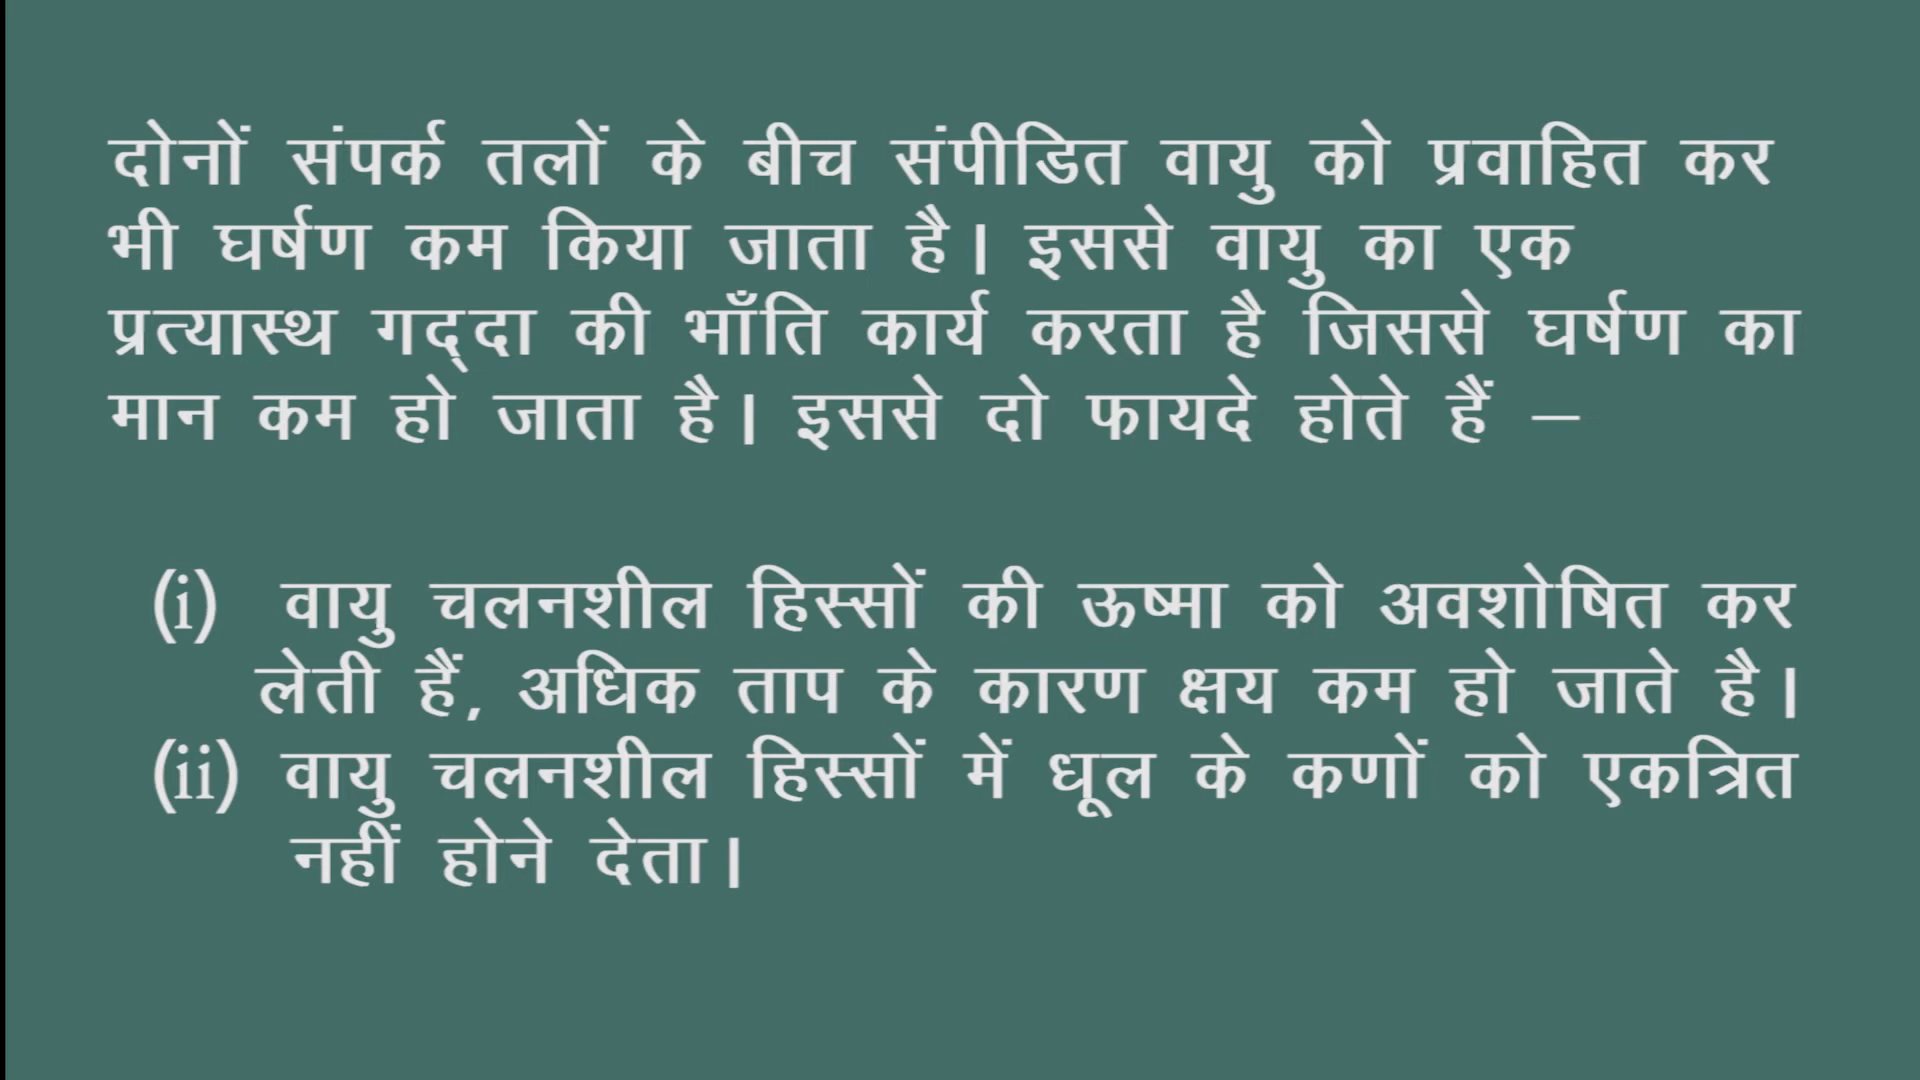 दोनों संपर्क तलों के बीच संपीडित वायु को प्रवाहित कर
भी घर्षण कम किया जाता है। इससे वायु का एक
प्रत्यास्थ गद्‌दा की भाँति कार्य करता है जिससे घर्षण का
मान कम हो जाता है। इससे दो फायदे होते हैं –
(i) वायु चलनशील हिस्सों की ऊष्मा को अवशोषित कर
लेती हैं, अधिक ताप के कारण क्षय कम हो जाते है।
(ii) वायु चलनशील हिस्सों में धूल के कणों को एकत्रित
नहीं होने देता।